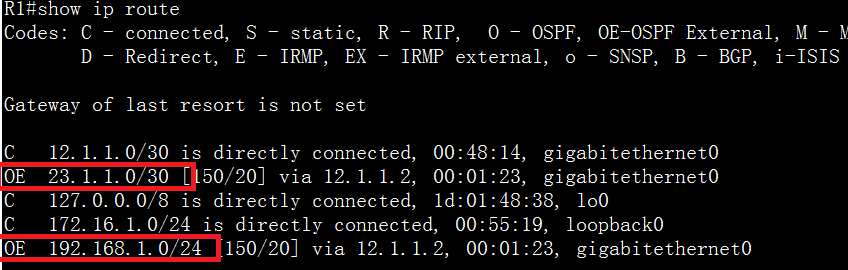 R1#show ip route
Codes: C - connected, S - static, R - RIP, O - OSPF, OE-OSPF External, M - M
D - Redirect, E - IRMP, EX - IRMP external, o - SNSP, B - BGP, i-ISIS
Gateway of last resort is not set
C 12.1.1.0/30 is directly connected, 00:48:14, gigabitethernet0
OE 23.1.1.0/30 [150/20] via 12.1.1.2, 00:01:23, gigabitethernet0
C 127.0.0.0/8 is directly connected, 1d:01:48:38, lo0
C 172.16.1.0/24 is directly connected, 00:55:19, loopback0
OE 192.168.1.0/24 [150/20] via 12.1.1.2, 00:01:23, gigabitethernet0